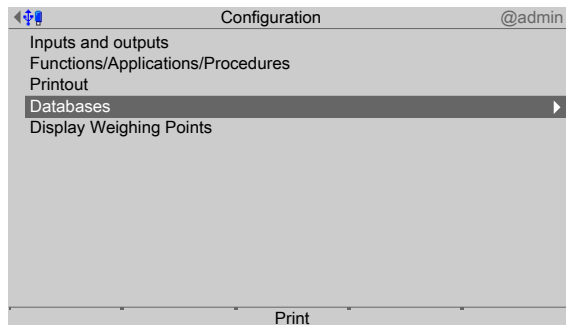 Configuration @admin
Inputs and outputs
Functions/Applications/Procedures
Printout
Databases
Display Weighing Points
Print